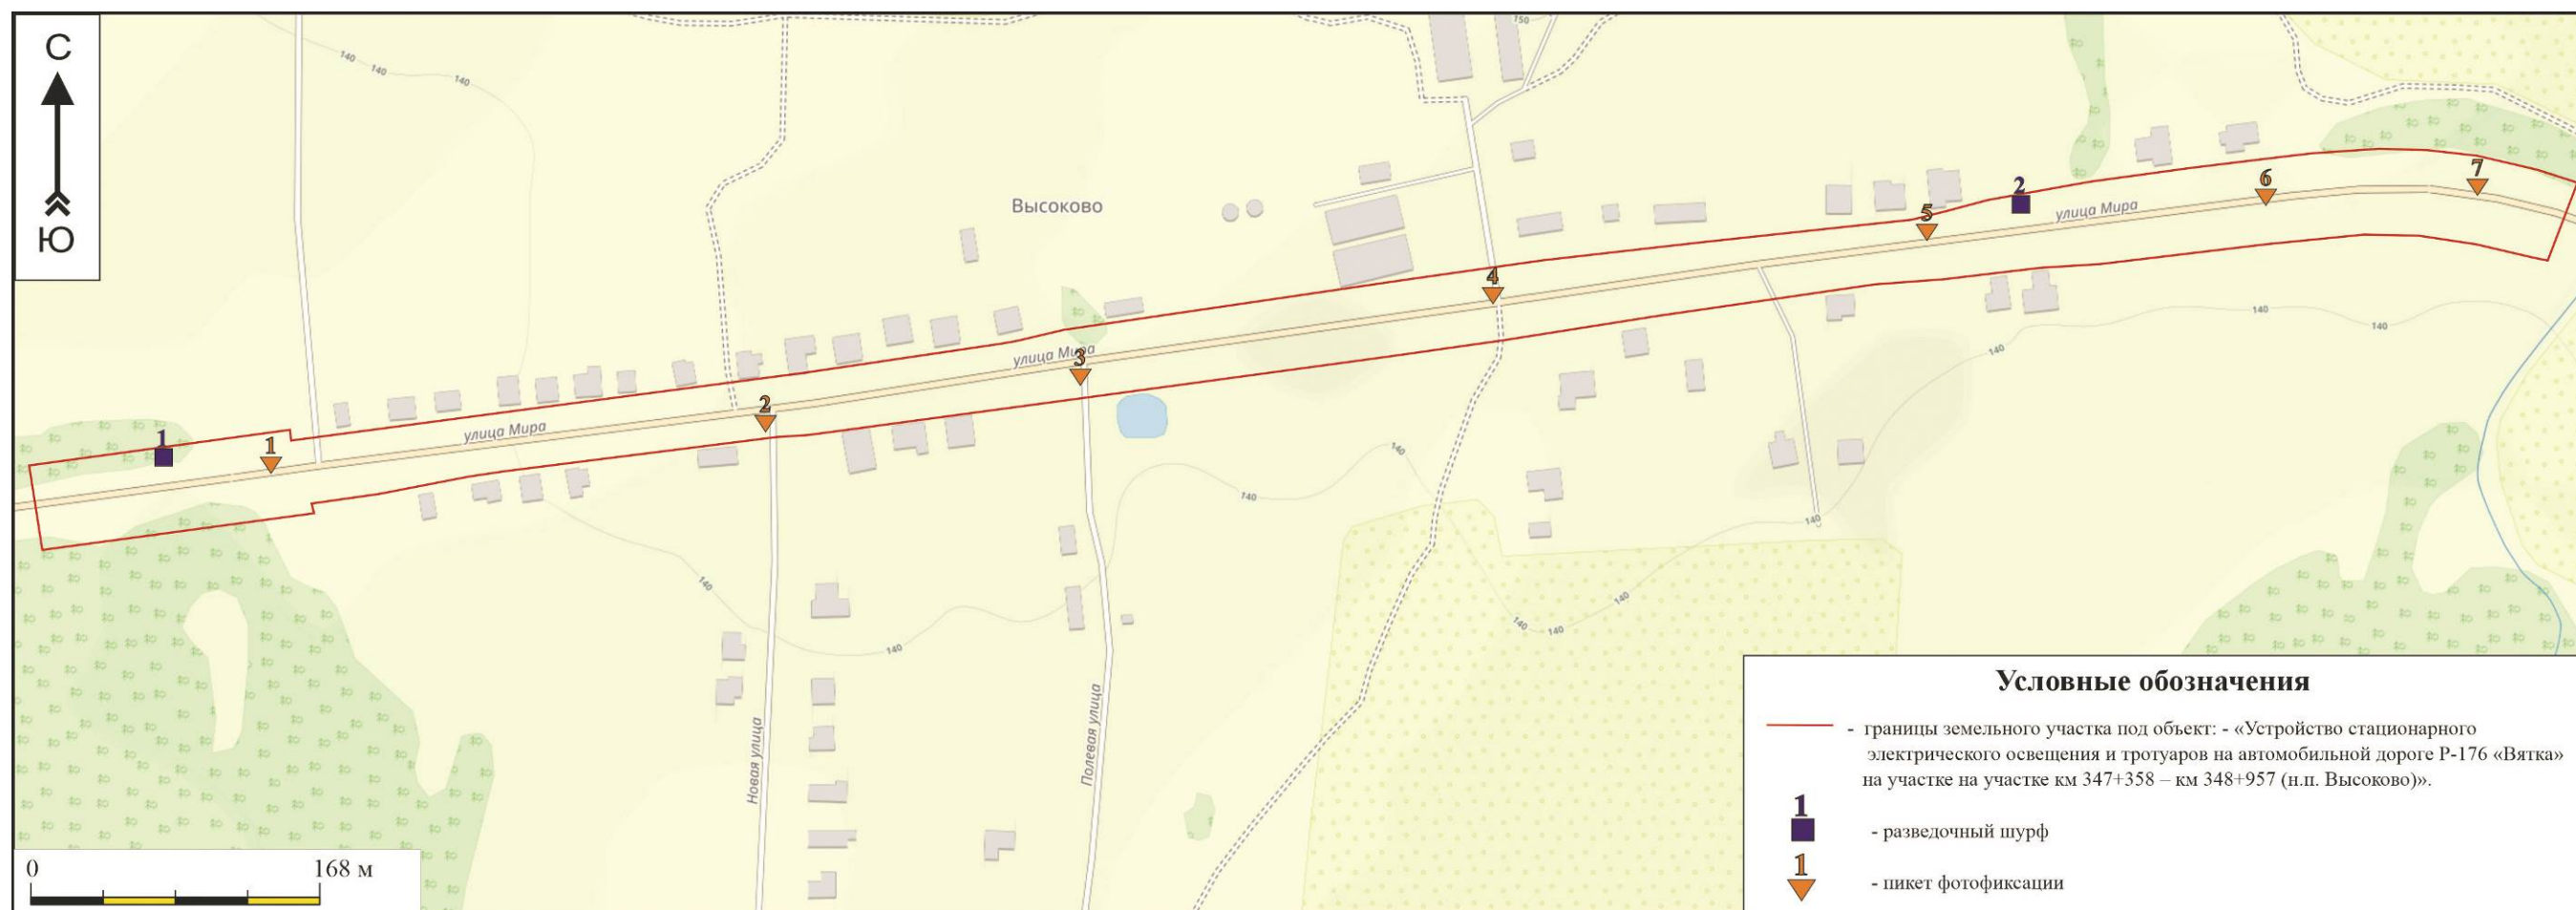 С
Ю
140
140
140
150
Высоково
улица Мира
улица Мира
улица Мира
1
1
2
3
4
5
2
6
7
140
140
140
140
140
140
140
140
140
140
140
Новая улица
Полевая улица
0
168 м
Условные обозначения
- границы земельного участка под объект: - «Устройство стационарного
электрического освещения и тротуаров на автомобильной дороге Р-176 «Вятка»
на участке на участке км 347+358 – км 348+957 (н.п. Высоково)».
1
- разведочный шурф
1
- пикет фотофиксации